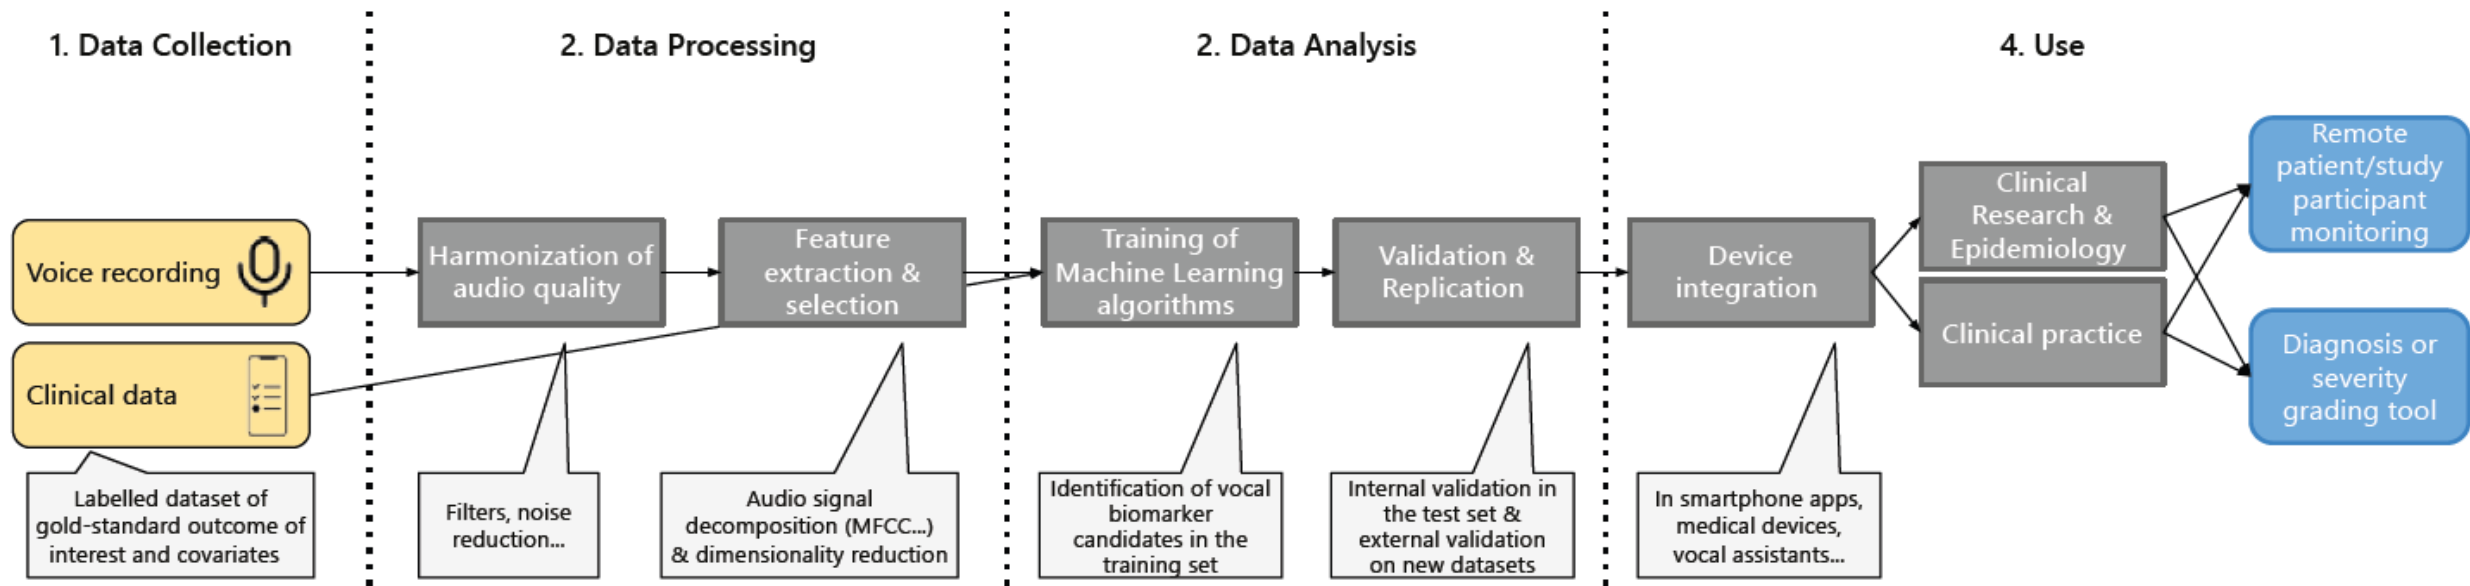 1. Data Collection
2. Data Processing
2. Data Analysis
4. Use
Voice recording
Clinical data
Labelled dataset of
gold-standard outcome of
interest and covariates
Harmonization of
audio quality
Filters, noise
reduction...
Feature
extraction &
selection
Audio signal
decomposition (MFCC...)
& dimensionality reduction
Training of
Machine Learning
algorithms
Identification of vocal
biomarker
candidates in the
training set
Validation &
Replication
Internal validation in
the test set &
external validation
on new datasets
Device
integration
In smartphone apps,
medical devices,
vocal assistants...
Clinical
Research &
Epidemiology
Clinical practice
Remote
patient/study
participant
monitoring
Diagnosis or
severity
grading tool